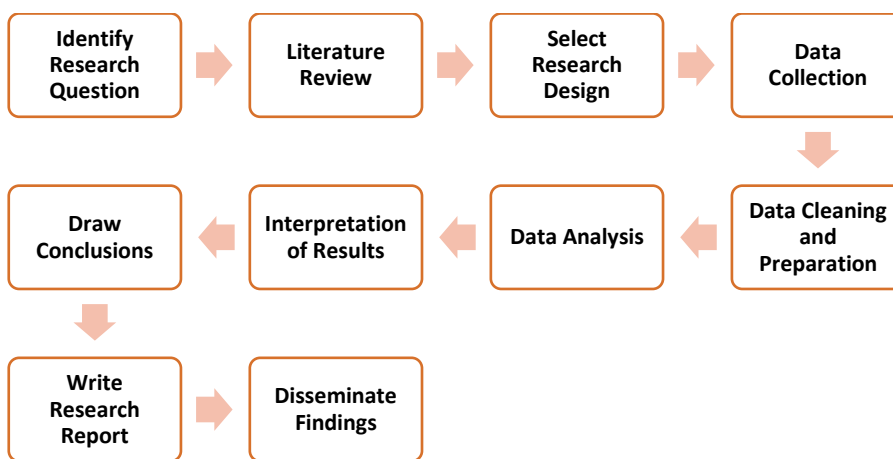 Identify
Research
Question
Literature
Review
Select
Research
Design
Data
Collection
Data Cleaning
and
Preparation
Data Analysis
Interpretation
of Results
Draw
Conclusions
Write
Research
Report
Disseminate
Findings